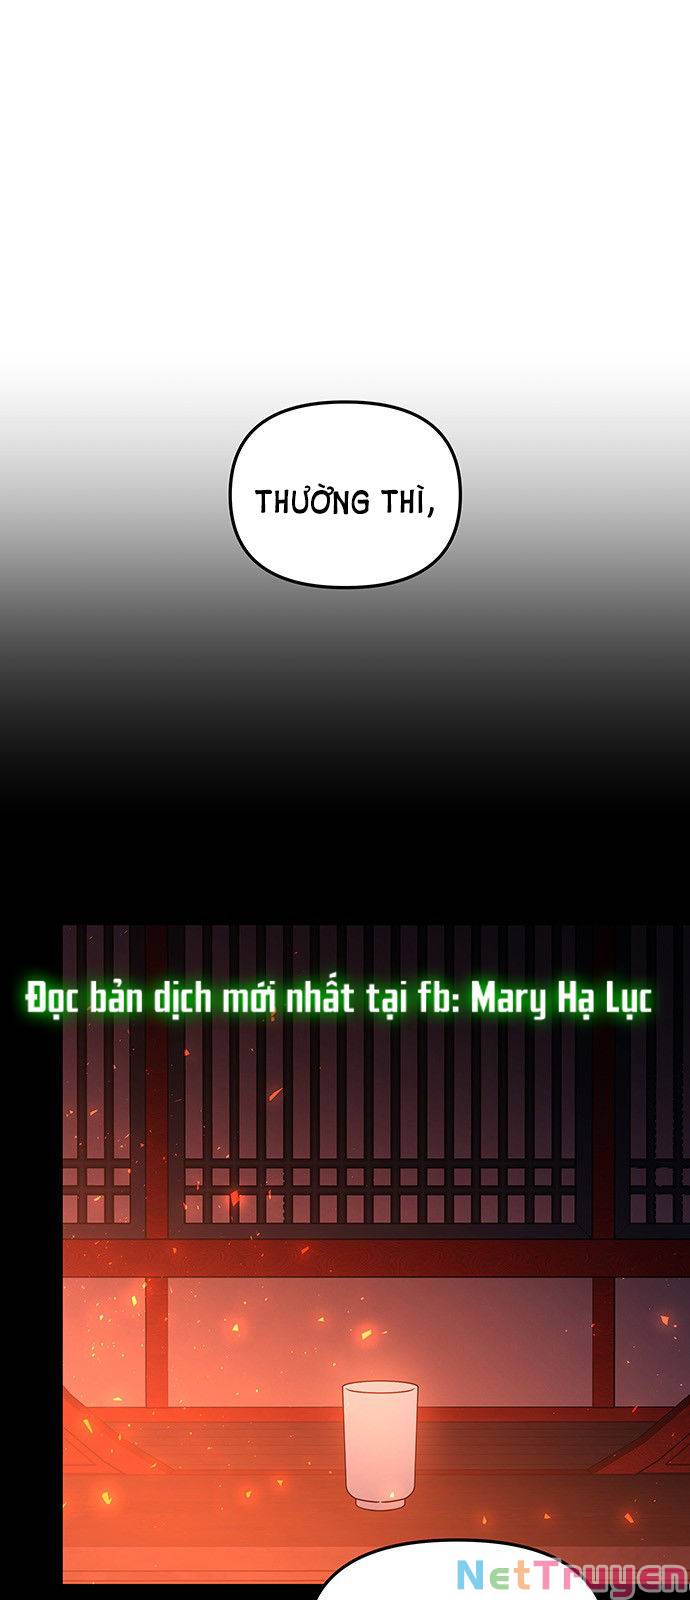 THƯỜNG THÌ,
Đọc bản dịch mới nhất tại fb: Mary Hạ Lục
NetTruyen